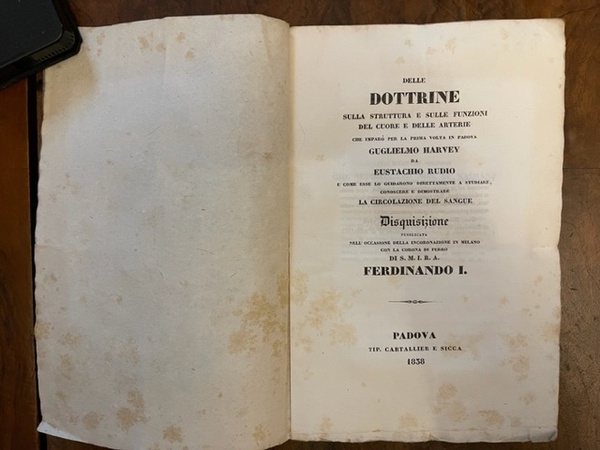 DELLE
DOTTRINE
SULLA STRUTTURA E SULLE FUNZIONI
DEL CUORE E DELLE ARTERIE
CHE IMPARÒ PER LA PRIMA VOLTA IN PADOVA
GUGLIELMO HARVEY
DA
EUSTACHIO RUDIO
E COME ESSE LO GUIDARONO DIRETTAMENTE A STUDIARE,
CONOSCERE E DIMOSTRARE
LA CIRCOLAZIONE DEL SANGUE
Disquisizione
PUBBLICATA
NELL'OCCASIONE DELLA INCORONAZIONE IN MILANO
CON LA CORONA DI FERRO
DI S. M. I. R. A.
FERDINANDO I.
PADOVA
TIP. CARTALLIER E SICCA
1838